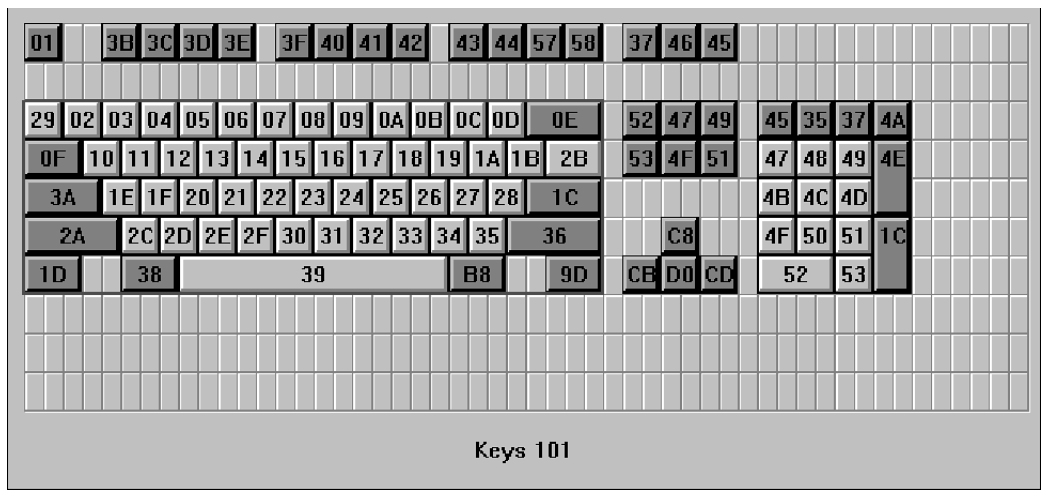 01 3B 3C 3D 3E 3F 40 41 42 43 44 57 58 37 46 45
29 02 03 04 05 06 07 08 09 0A 0B 0C 0D 0E 52 47 49 45 35 37 4A
0F 10 11 12 13 14 15 16 17 18 19 1A 1B 2B 53 4F 51 47 48 49 4E
3A 1E 1F 20 21 22 23 24 25 26 27 28 1C 4B 4C 4D
2A 2C 2D 2E 2F 30 31 32 33 34 35 36 C8 4F 50 51 1C
1D 38 39 B8 9D CB D0 CD 52 53
Keys 101